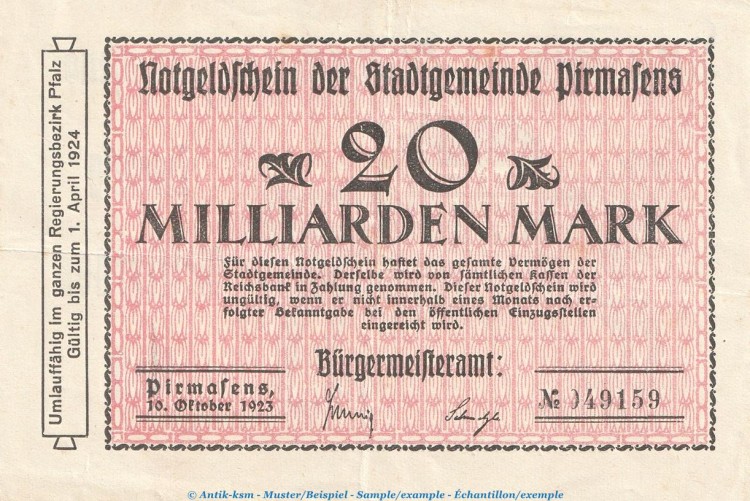 Umlauffähig im ganzen Regierungsbezirk Pfalz
Gültig bis zum 1. April 1924
Notgeldschein der Stadtgemeinde Pirmasens
20
MILLIARDEN MARK
Für diesen Notgeldschein haftet das gesamte Vermögen der
Stadtgemeinde. Derselbe wird von sämtlichen Kassen der
Reichsbank in Zahlung genommen. Dieser Notgeldschein wird
ungültig, wenn er nicht innerhalb eines Monats nach er-
folgter Bekanntgabe bei den öffentlichen Einzugsstellen
eingereicht wird.
Bürgermeisteramt:
Pirmasens,
10. Oktober 1923
№ 049159
© Antik-ksm - Muster/Beispiel - Sample/example - Échantillon/exemple